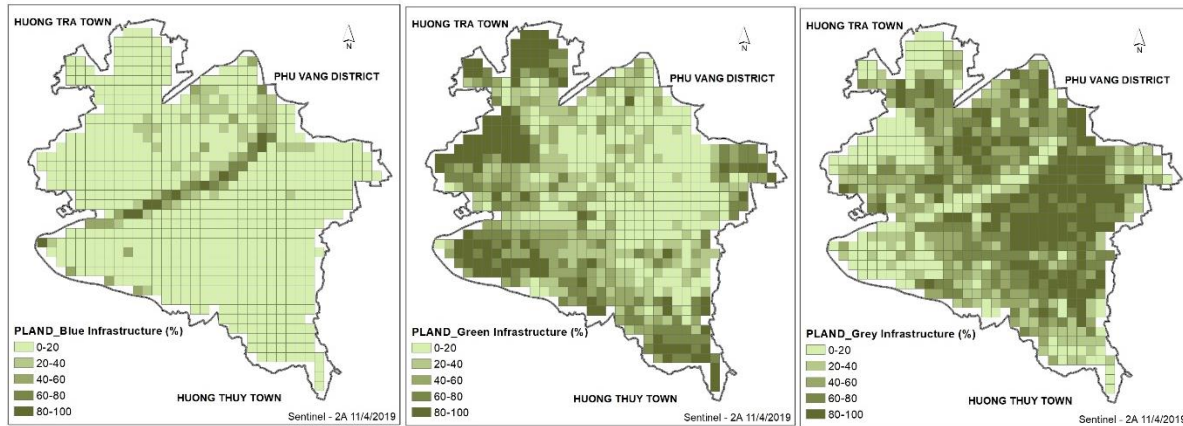 HUONG TRA TOWN
N
PHU VANG DISTRICT
PLAND_Blue Infrastructure (%)
0-20
20-40
40-60
60-80
80-100
HUONG THUY TOWN
Sentinel - 2A 11/4/2019
HUONG TRA TOWN
N
PHU VANG DISTRICT
PLAND_Green Infrastructure (%)
0-20
20-40
40-60
60-80
80-100
HUONG THUY TOWN
Sentinel - 2A 11/4/2019
HUONG TRA TOWN
N
PHU VANG DISTRICT
PLAND_Grey Infrastructure (%)
0-20
20-40
40-60
60-80
80-100
HUONG THUY TOWN
Sentinel - 2A 11/4/2019